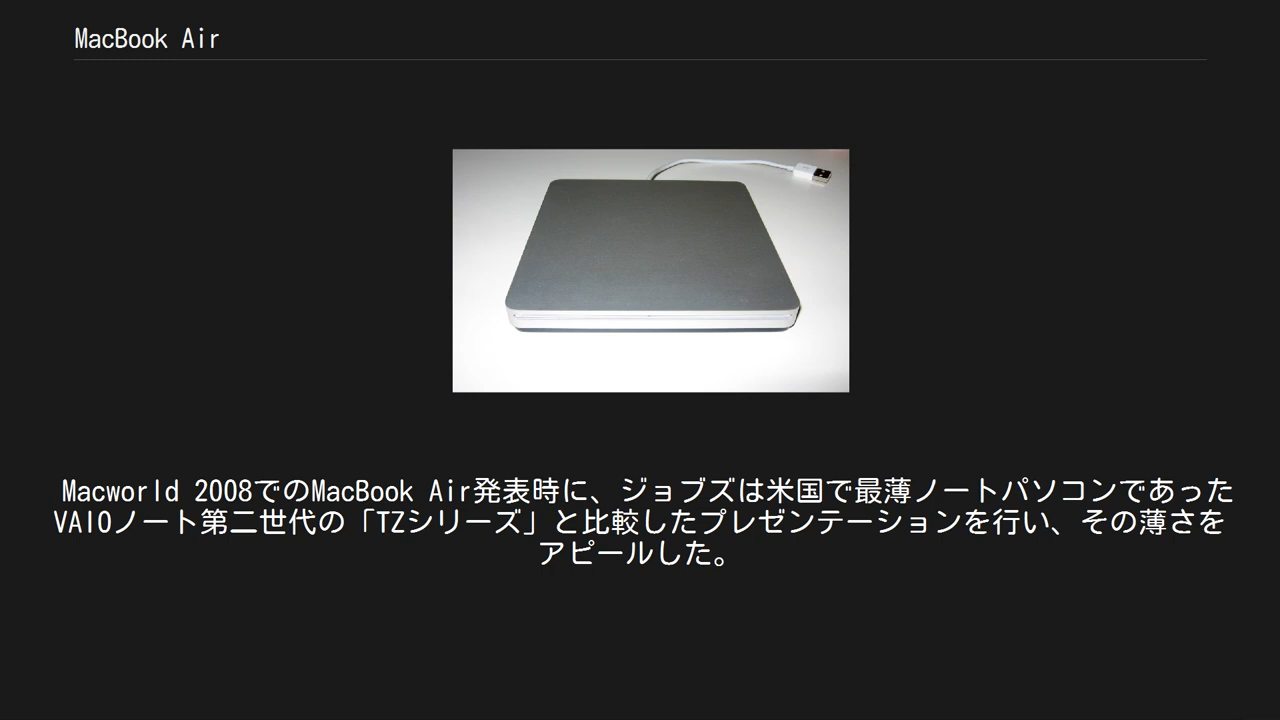 MacBook Air
Macworld 2008でのMacBook Air発表時に、ジョブズは米国で最薄ノートパソコンであった
VAIOノート第二世代の「TZシリーズ」と比較したプレゼンテーションを行い、その薄さを
アピールした。